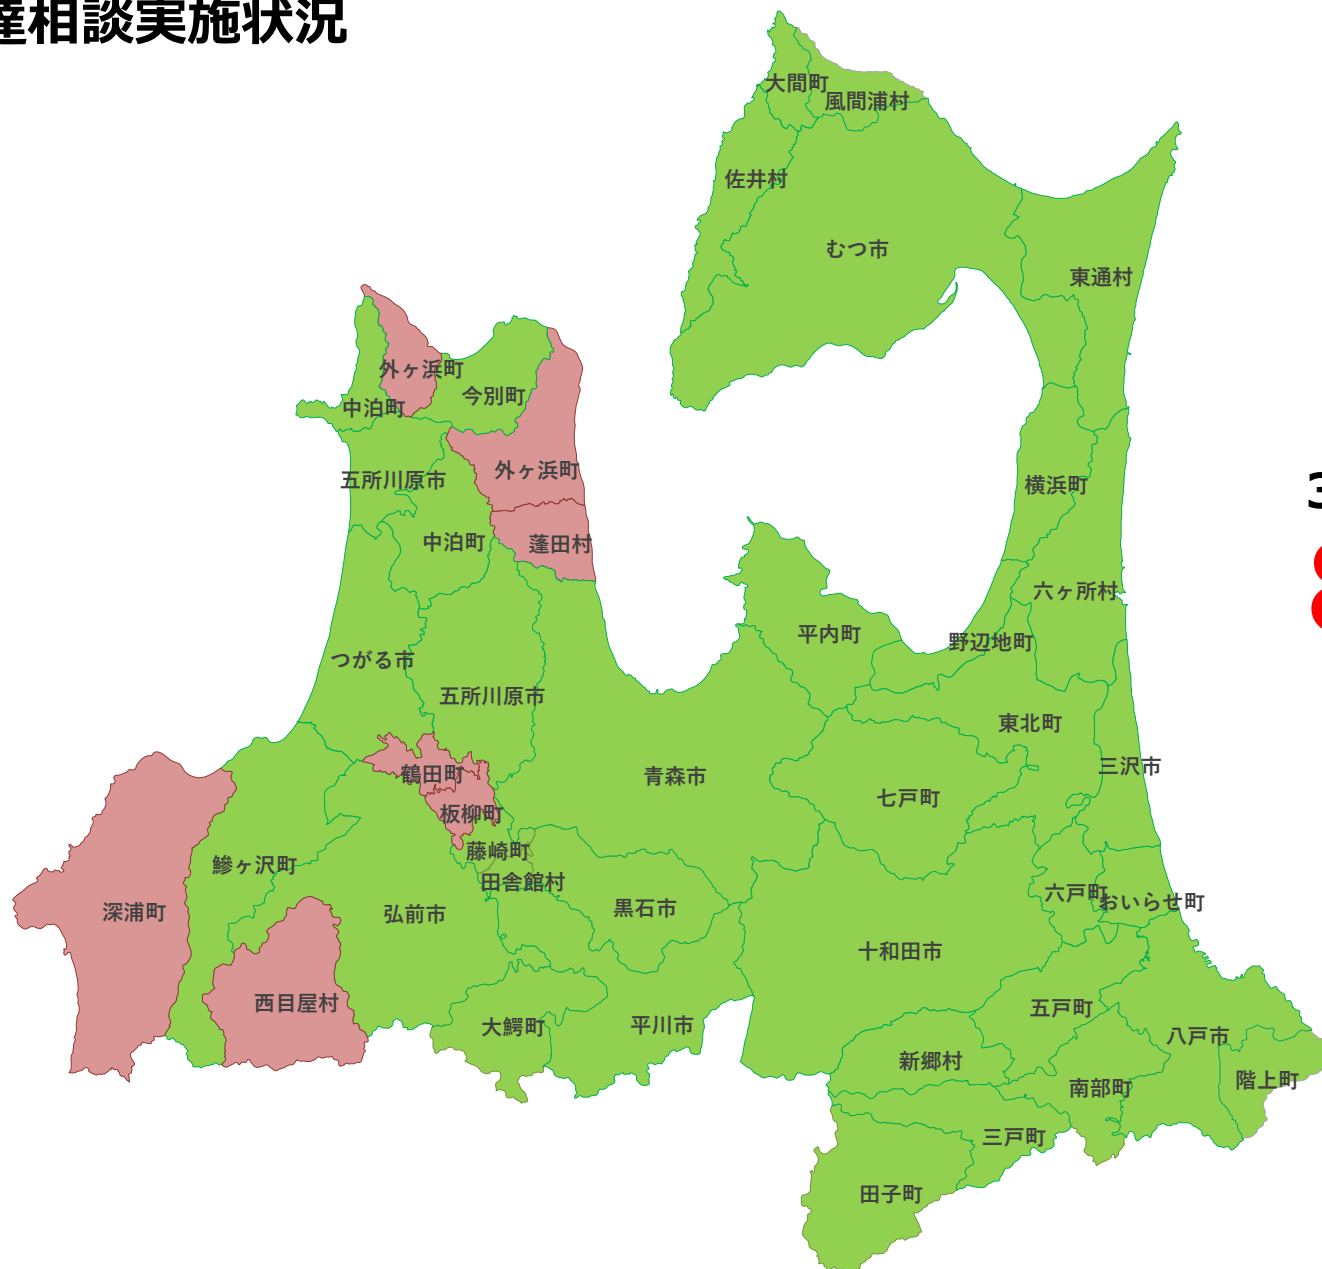 達相談実施状況
大間町
風間浦村
佐井村
むつ市
東通村
外ヶ浜町
今別町
中泊町
外ヶ浜町
五所川原市
横浜町
中泊町
蓬田村
六ヶ所村
平内町
野辺地町
つがる市
五所川原市
東北町
三沢市
鶴田町
青森市
七戸町
板柳町
藤崎町
鰺ヶ沢町
田舎館村
六戸町
おいらせ町
深浦町
弘前市
黒石市
十和田市
西目屋村
五戸町
大鰐町
平川市
八戸市
新郷村
階上町
南部町
三戸町
田子町